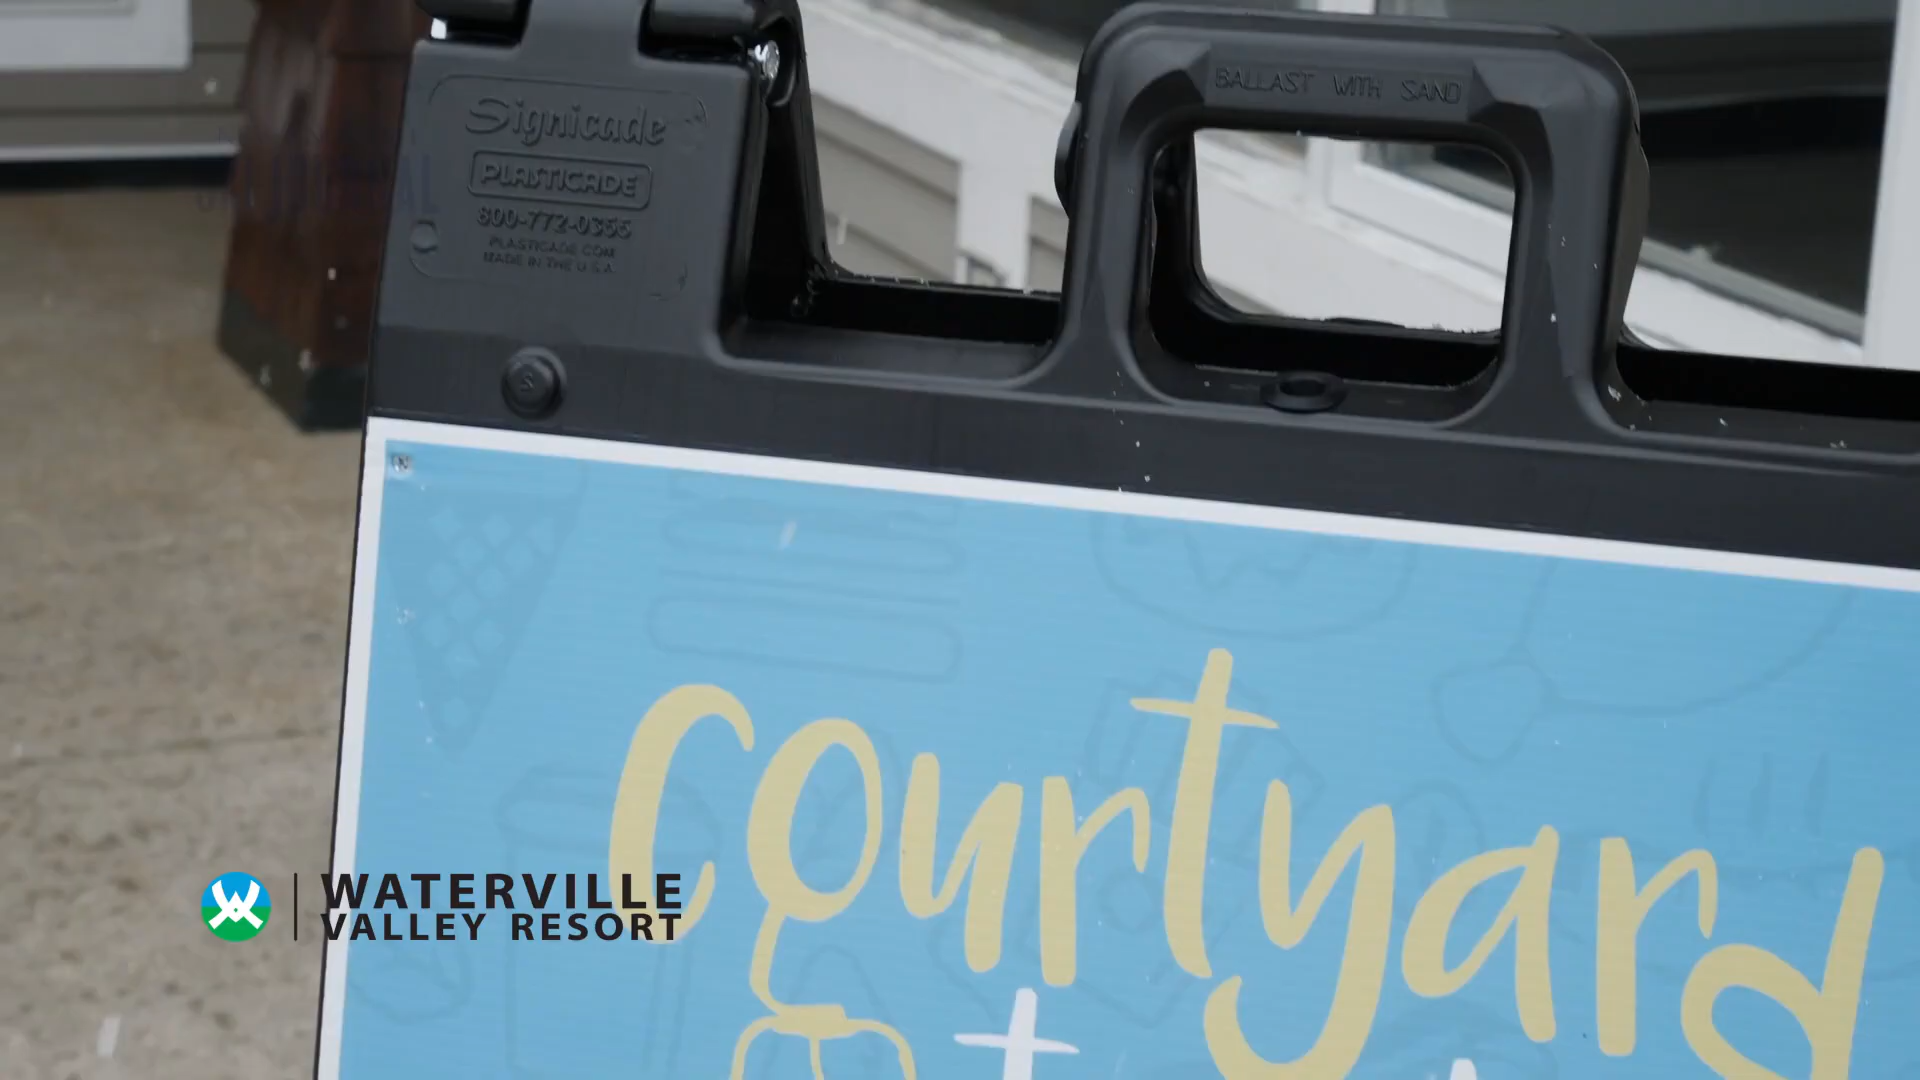 Signicade
PLASTICADE
800-772-0355
PLASTICADE.COM
MADE IN THE U.S.A.
BALLAST WITH SAND
courtyard
WATERVILLE
VALLEY RESORT